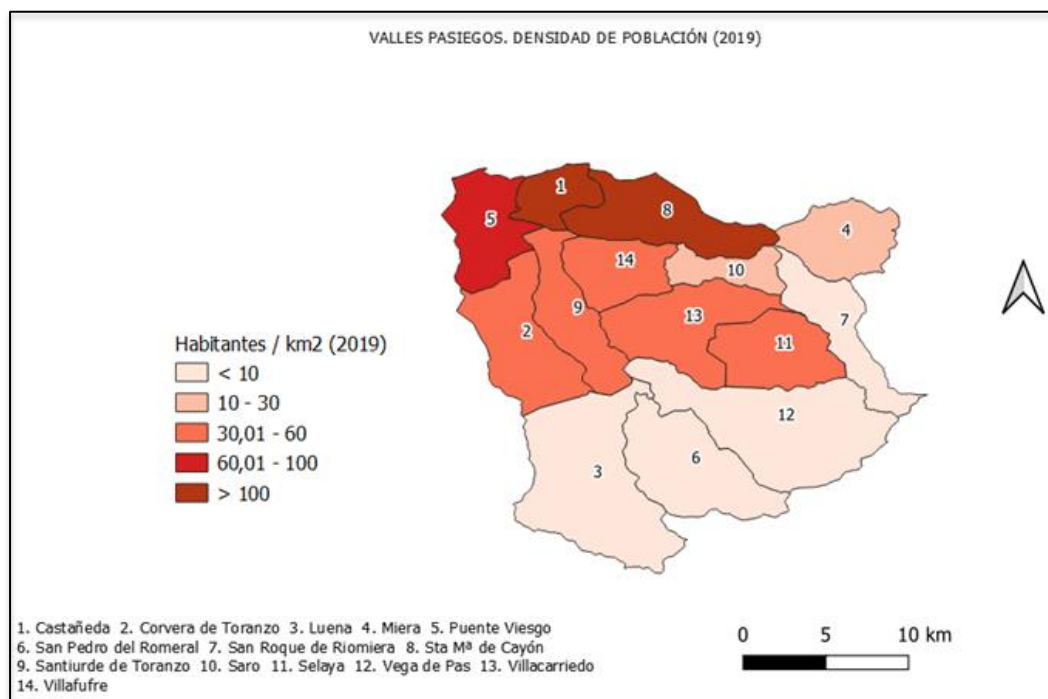 VALLES PASIEGOS. DENSIDAD DE POBLACIÓN (2019)
1
8
5
4
14
10
13
9
7
2
11
12
6
3
Habitantes / km2 (2019)
< 10
10 - 30
30,01 - 60
60,01 - 100
> 100
1. Castañeda 2. Corvera de Toranzo 3. Luena 4. Miera 5. Puente Viesgo
6. San Pedro del Romeral 7. San Roque de Riomiera 8. Sta Mª de Cayón
9. Santiurde de Toranzo 10. Saro 11. Selaya 12. Vega de Pas 13. Villacarriedo
14. Villafufre
0 5 10 km